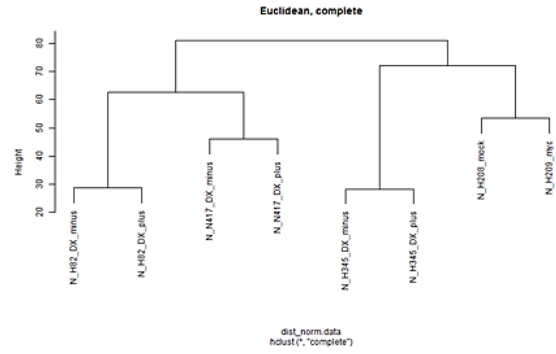 Euclidean, complete
Height
80
70
60
50
40
30
20
N_H82_DX_minus
N_H82_DX_plus
N_N417_DX_minus
N_N417_DX_plus
N_H345_DX_minus
N_H345_DX_plus
N_H208_mock
N_H209_myc
dist_norm.data
hclust (*, "complete")